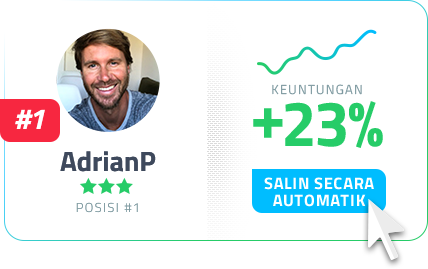 #1
AdrianP
POSISI #1
KEUNTUNGAN
+23%
SALIN SECARA
AUTOMATIK